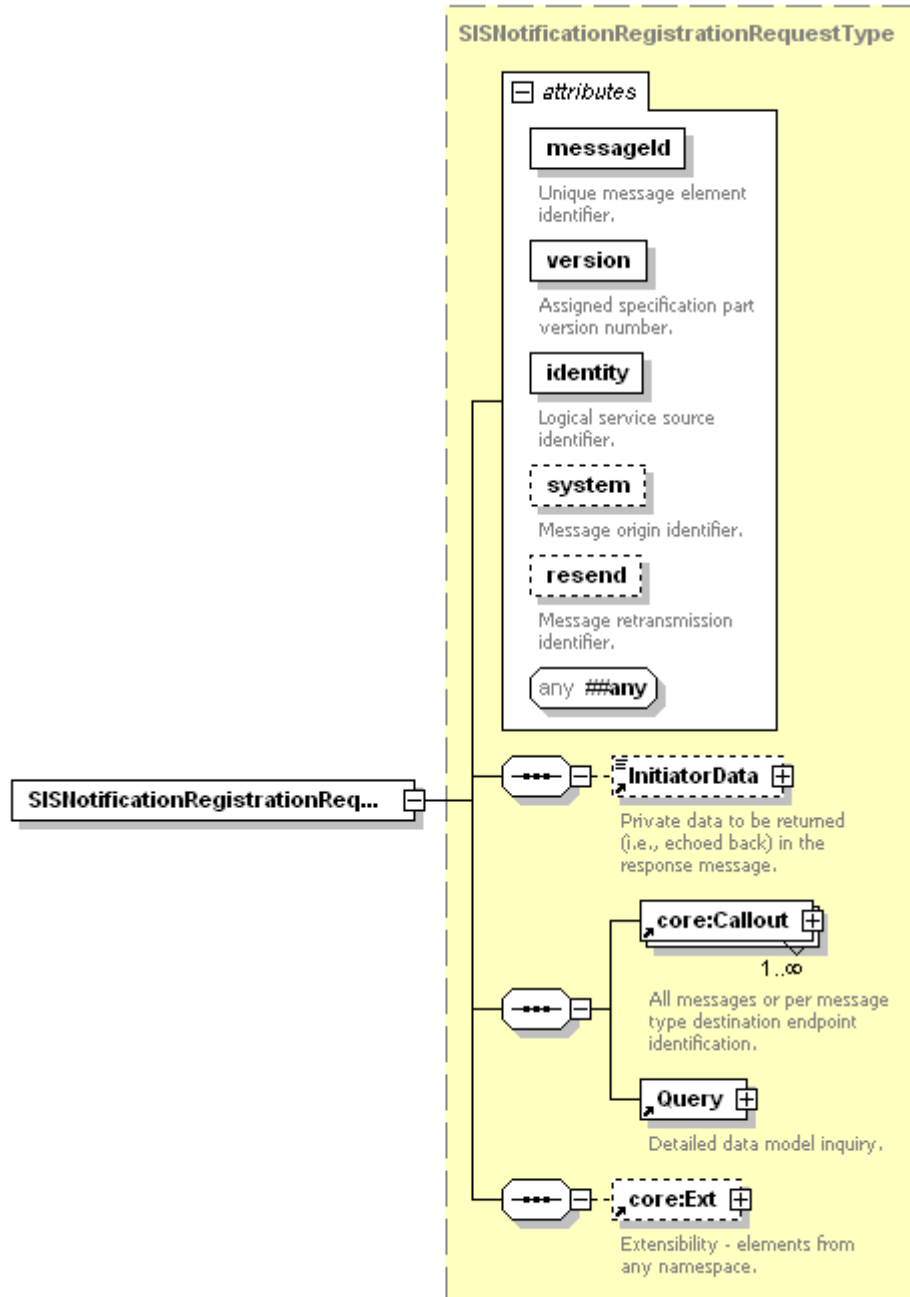 SISNotificationRegistrationRequestType
attributes
messageId
Unique message element
identifier.
version
Assigned specification part
version number.
identity
Logical service source
identifier.
system
Message origin identifier.
resend
Message retransmission
identifier.
any ##any
SISNotificationRegistrationReq...
InitiatorData
Private data to be returned
(i.e., echoed back) in the
response message.
core:Callout
1..∞
All messages or per message
type destination endpoint
identification.
Query
Detailed data model inquiry.
core:Ext
Extensibility - elements from
any namespace.